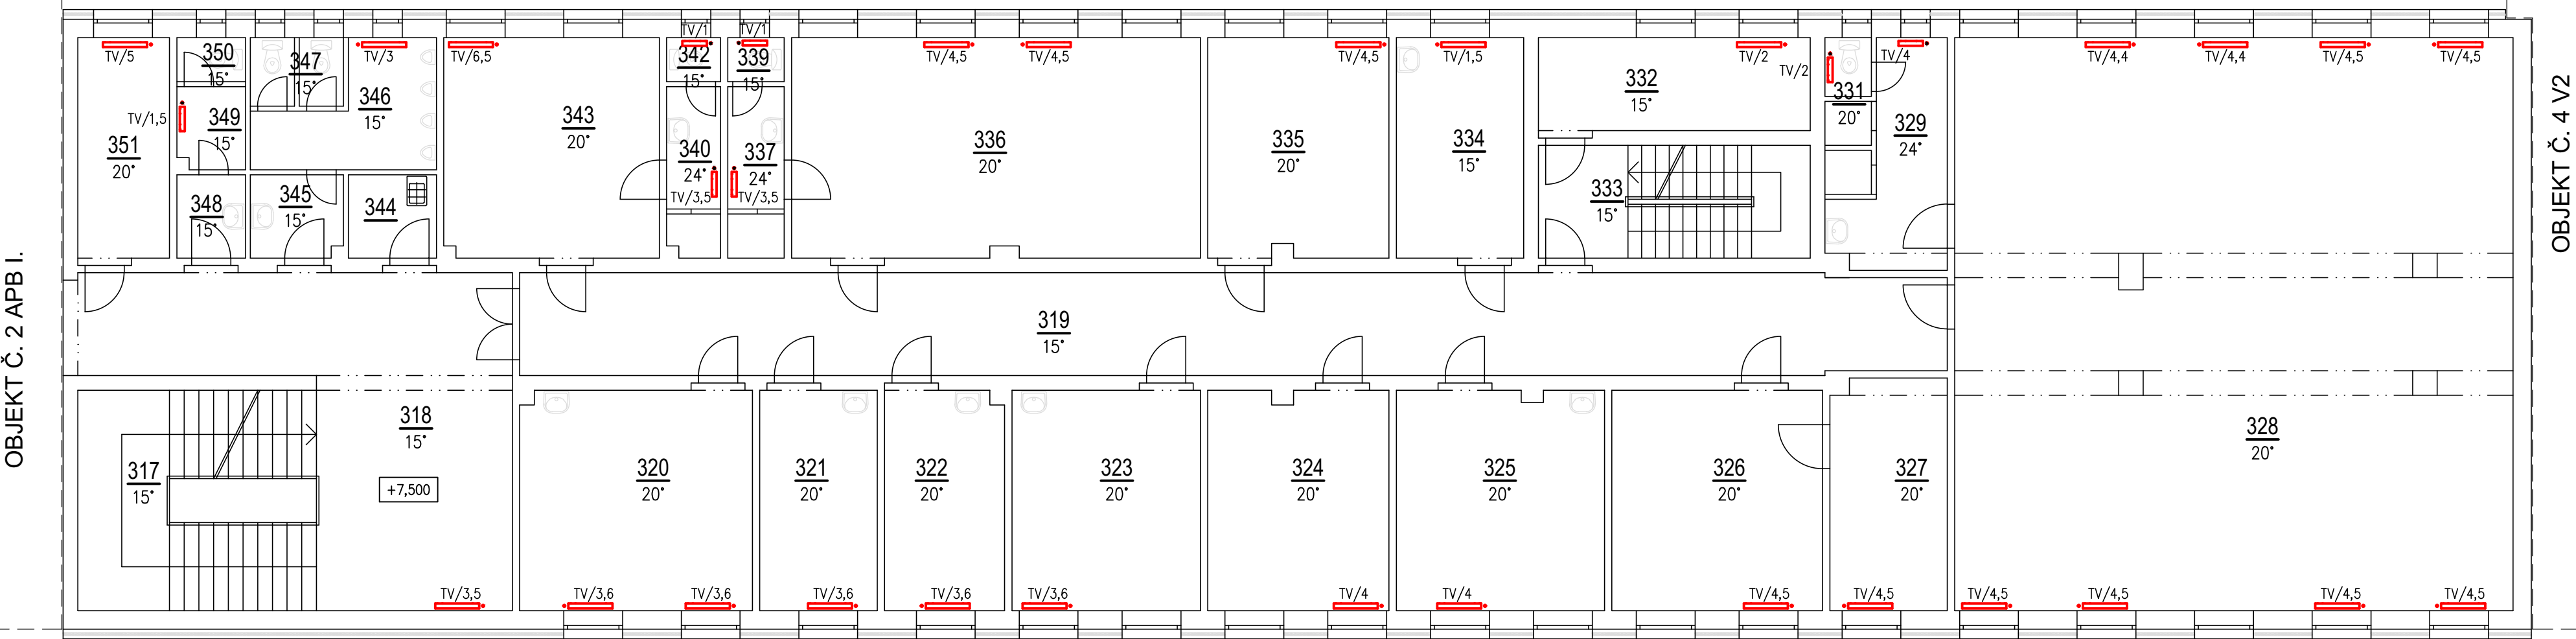 TV/5
350
15°
347
15°
TV/3
TV/6,5
TV/1
342
15°
TV/1
339
15°
TV/4,5
TV/4,5
TV/4,5
TV/1,5
TV/2
TV/2
TV/4
TV/4,4
TV/4,4
TV/4,5
TV/4,5
351
20°
TV/1,5
349
15°
346
15°
343
20°
340
24°
TV/3,5
337
24°
TV/3,5
336
20°
335
20°
334
15°
332
15°
331
20°
329
24°
348
15°
345
15°
344
333
15°
319
15°
OBJEKT Č. 2 APB I.
OBJEKT Č. 4 V2
317
15°
318
15°
+7,500
320
20°
321
20°
322
20°
323
20°
324
20°
325
20°
326
20°
327
20°
328
20°
TV/3,5
TV/3,6
TV/3,6
TV/3,6
TV/3,6
TV/3,6
TV/4
TV/4
TV/4,5
TV/4,5
TV/4,5
TV/4,5
TV/4,5
TV/4,5